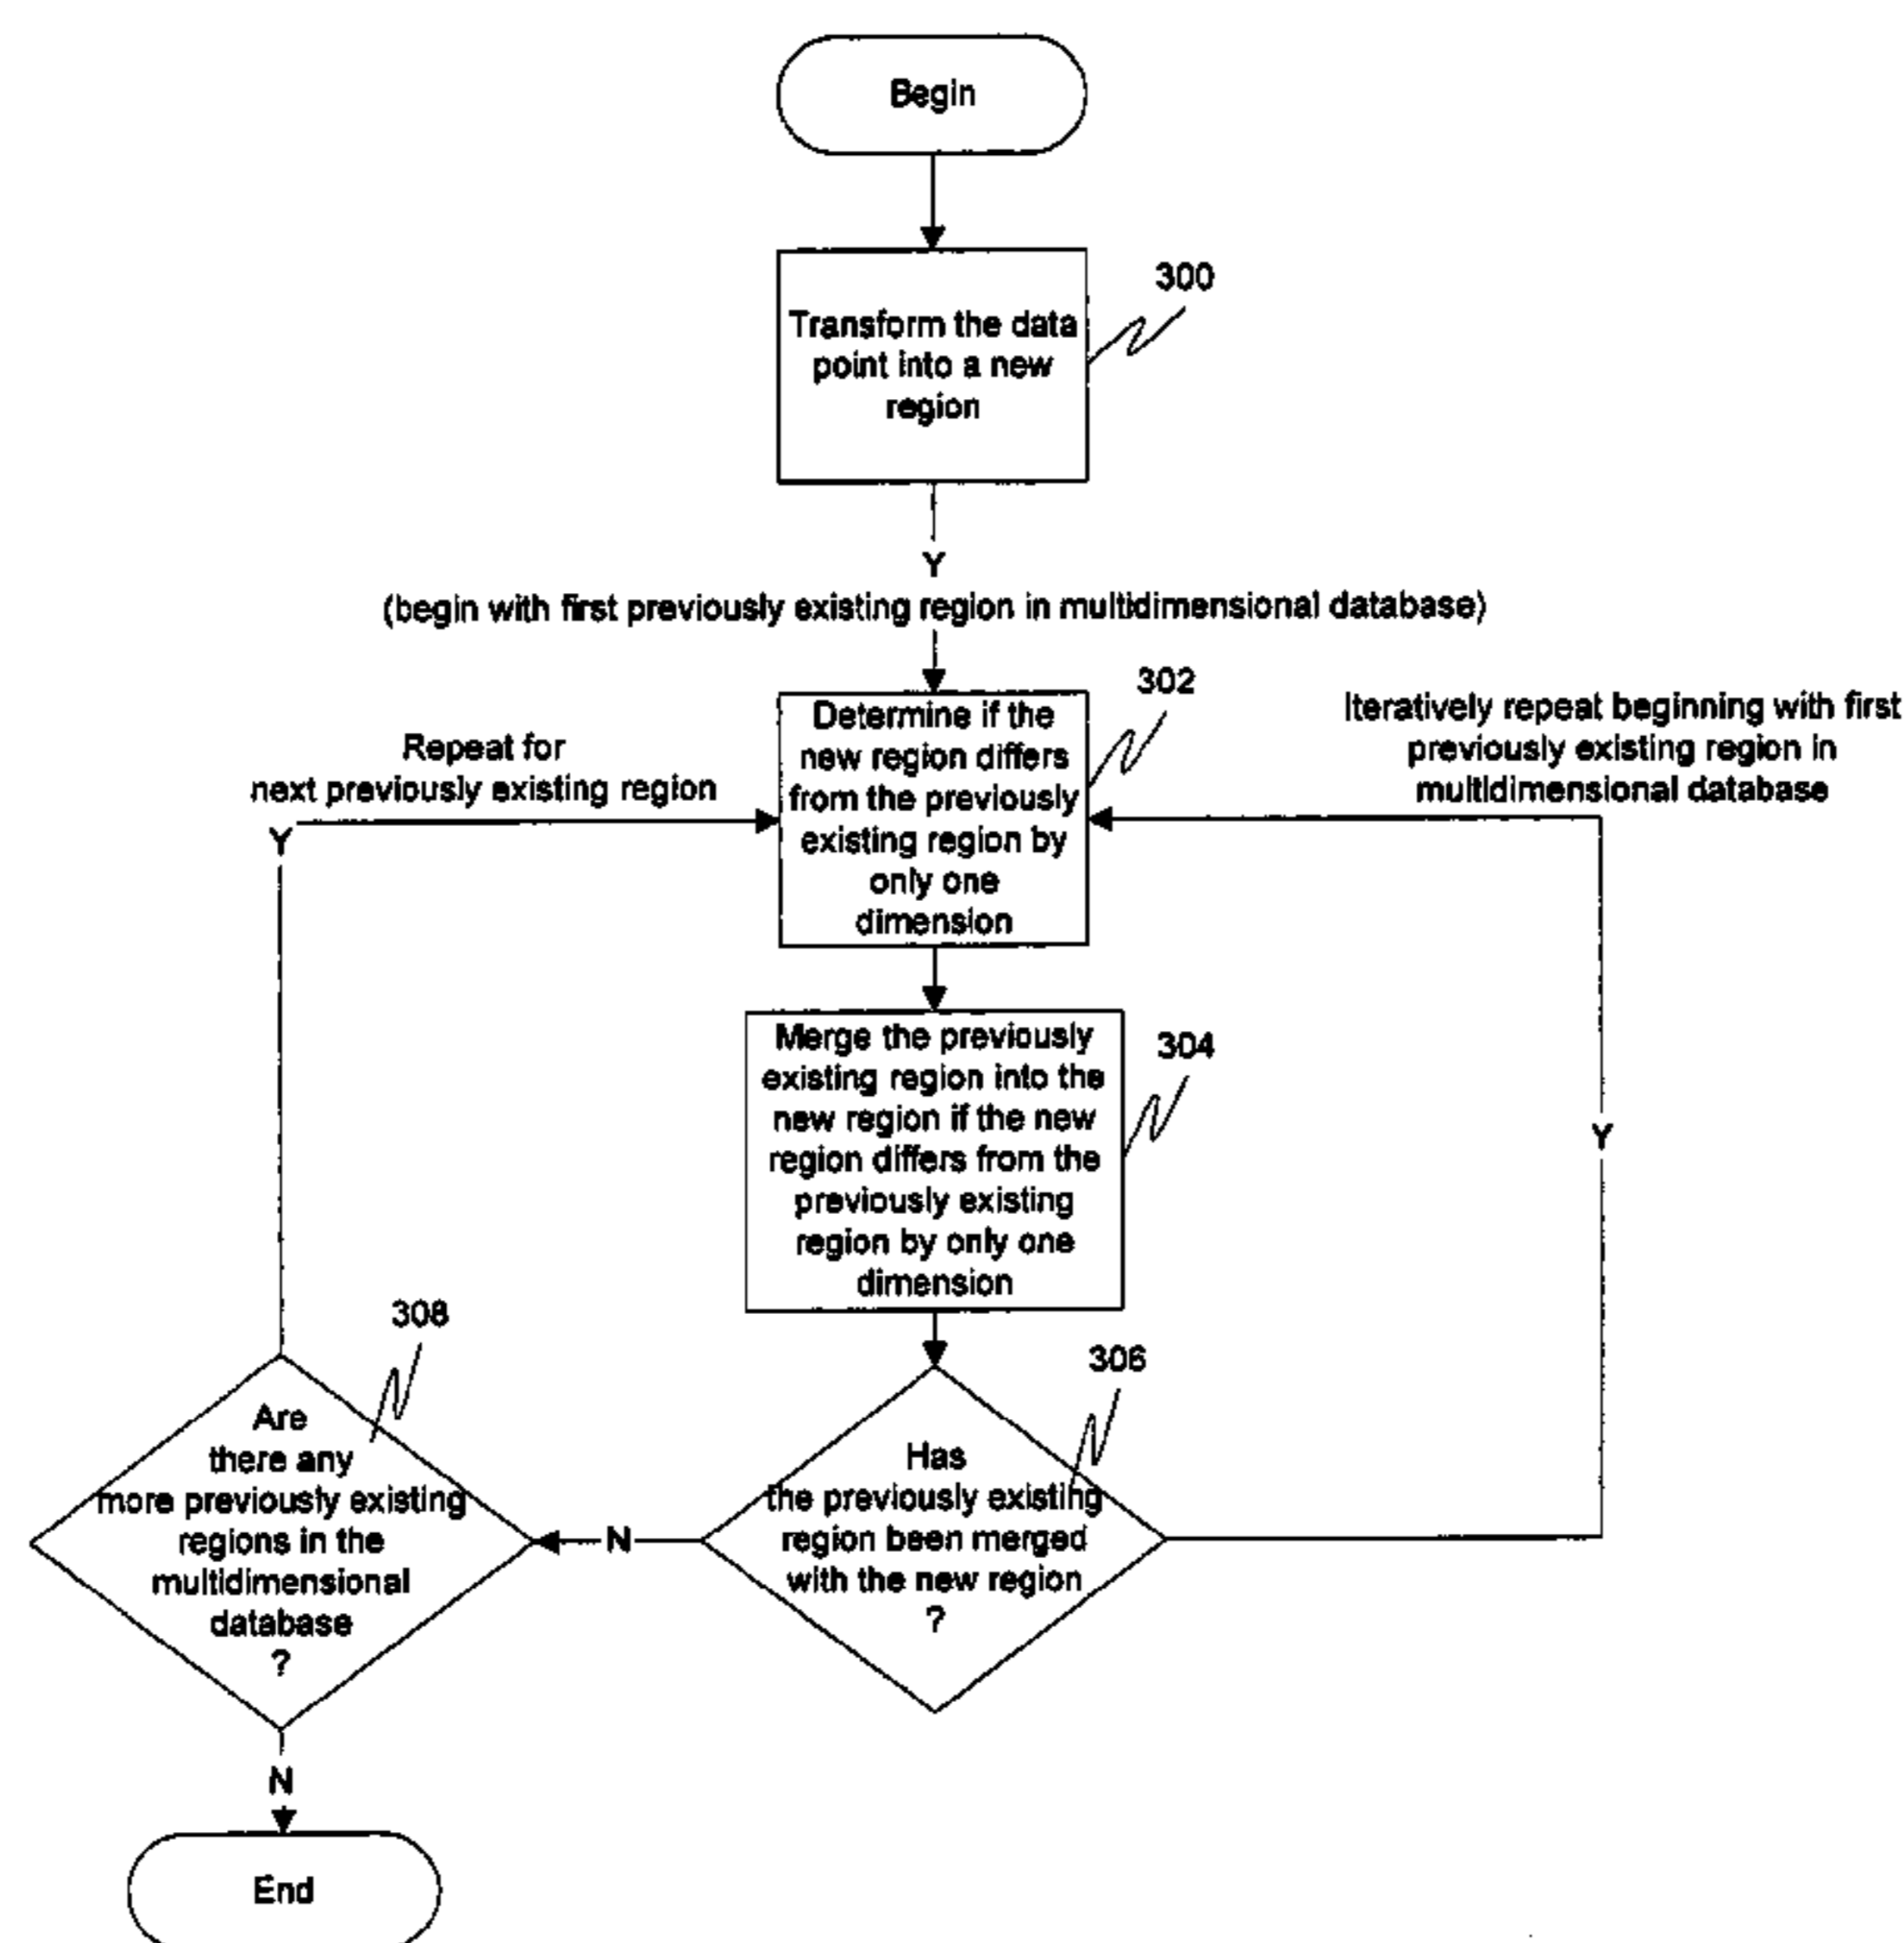 Begin
300
Transform the data
point into a new
region
Y
(begin with first previously existing region in multidimensional database)
302
Determine if the
new region differs
from the previously
existing region by
only one
dimension
Repeat for
next previously existing region
Y
Iteratively repeat beginning with first
previously existing region in
multidimensional database
304
Merge the previously
existing region into the
new region if the new
region differs from the
previously existing
region by only one
dimension
Y
306
Has
the previously existing
region been merged
with the new region
?
N
308
Are
there any
more previously existing
regions in the
multidimensional
database
?
N
End